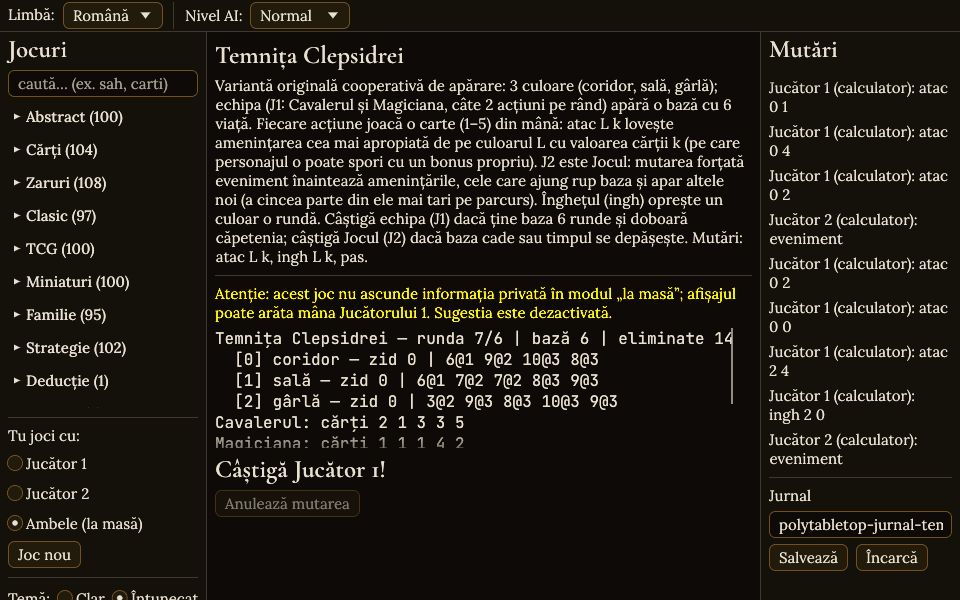 Limbă: Română ▼ Nivel AI: Normal ▼
Jocuri
caută... (ex. sah, carti)
▸ Abstract (100)
▸ Cărți (104)
▸ Zaruri (108)
▸ Clasic (97)
▸ TCG (100)
▸ Miniaturi (100)
▸ Familie (95)
▸ Strategie (102)
▸ Deducție (1)
Tu joci cu:
Jucător 1
Jucător 2
Ambele (la masă)
Joc nou
Temă: Clar Întunecat
Temnița Clepsidrei
Variantă originală cooperativă de apărare: 3 culoare (coridor, sală, gârlă);
echipa (J1: Cavalerul și Magiciana, câte 2 acțiuni pe rând) apără o bază cu 6
viață. Fiecare acțiune joacă o carte (1–5) din mână: atac L k lovește
amenințarea cea mai apropiată de pe culoarul L cu valoarea cărții k (pe care
personajul o poate spori cu un bonus propriu). J2 este Jocul: mutarea forțată
eveniment înaintează amenințările, cele care ajung rup baza și apar altele
noi (a cincea parte din ele mai tari pe parcurs). Înghețul (ingh) oprește un
culoar o rundă. Câștigă echipa (J1) dacă ține baza 6 runde și doboară
căpetenia; câștigă Jocul (J2) dacă baza cade sau timpul se depășește. Mutări:
atac L k, ingh L k, pas.
Atenție: acest joc nu ascunde informația privată în modul „la masă”; afișajul
poate arăta mâna Jucătorului 1. Sugestia este dezactivată.
Temnița Clepsidrei — runda 7/6 | bază 6 | eliminate 14
[0] coridor — zid 0 | 6@1 9@2 10@3 8@3
[1] sală — zid 0 | 6@1 7@2 7@2 8@3 9@3
[2] gârlă — zid 0 | 3@2 9@3 8@3 10@3 9@3
Cavalerul: cărți 2 1 3 3 5
Magiciana: cărți 1 1 1 4 2
Câștigă Jucător 1!
Anulează mutarea
Mutări
Jucător 1 (calculator): atac
0 1
Jucător 1 (calculator): atac
0 4
Jucător 1 (calculator): atac
0 2
Jucător 2 (calculator):
eveniment
Jucător 1 (calculator): atac
0 2
Jucător 1 (calculator): atac
0 0
Jucător 1 (calculator): atac
2 4
Jucător 1 (calculator):
ingh 2 0
Jucător 2 (calculator):
eveniment
Jurnal
polytabletop-jurnal-ten
Salvează Încarcă